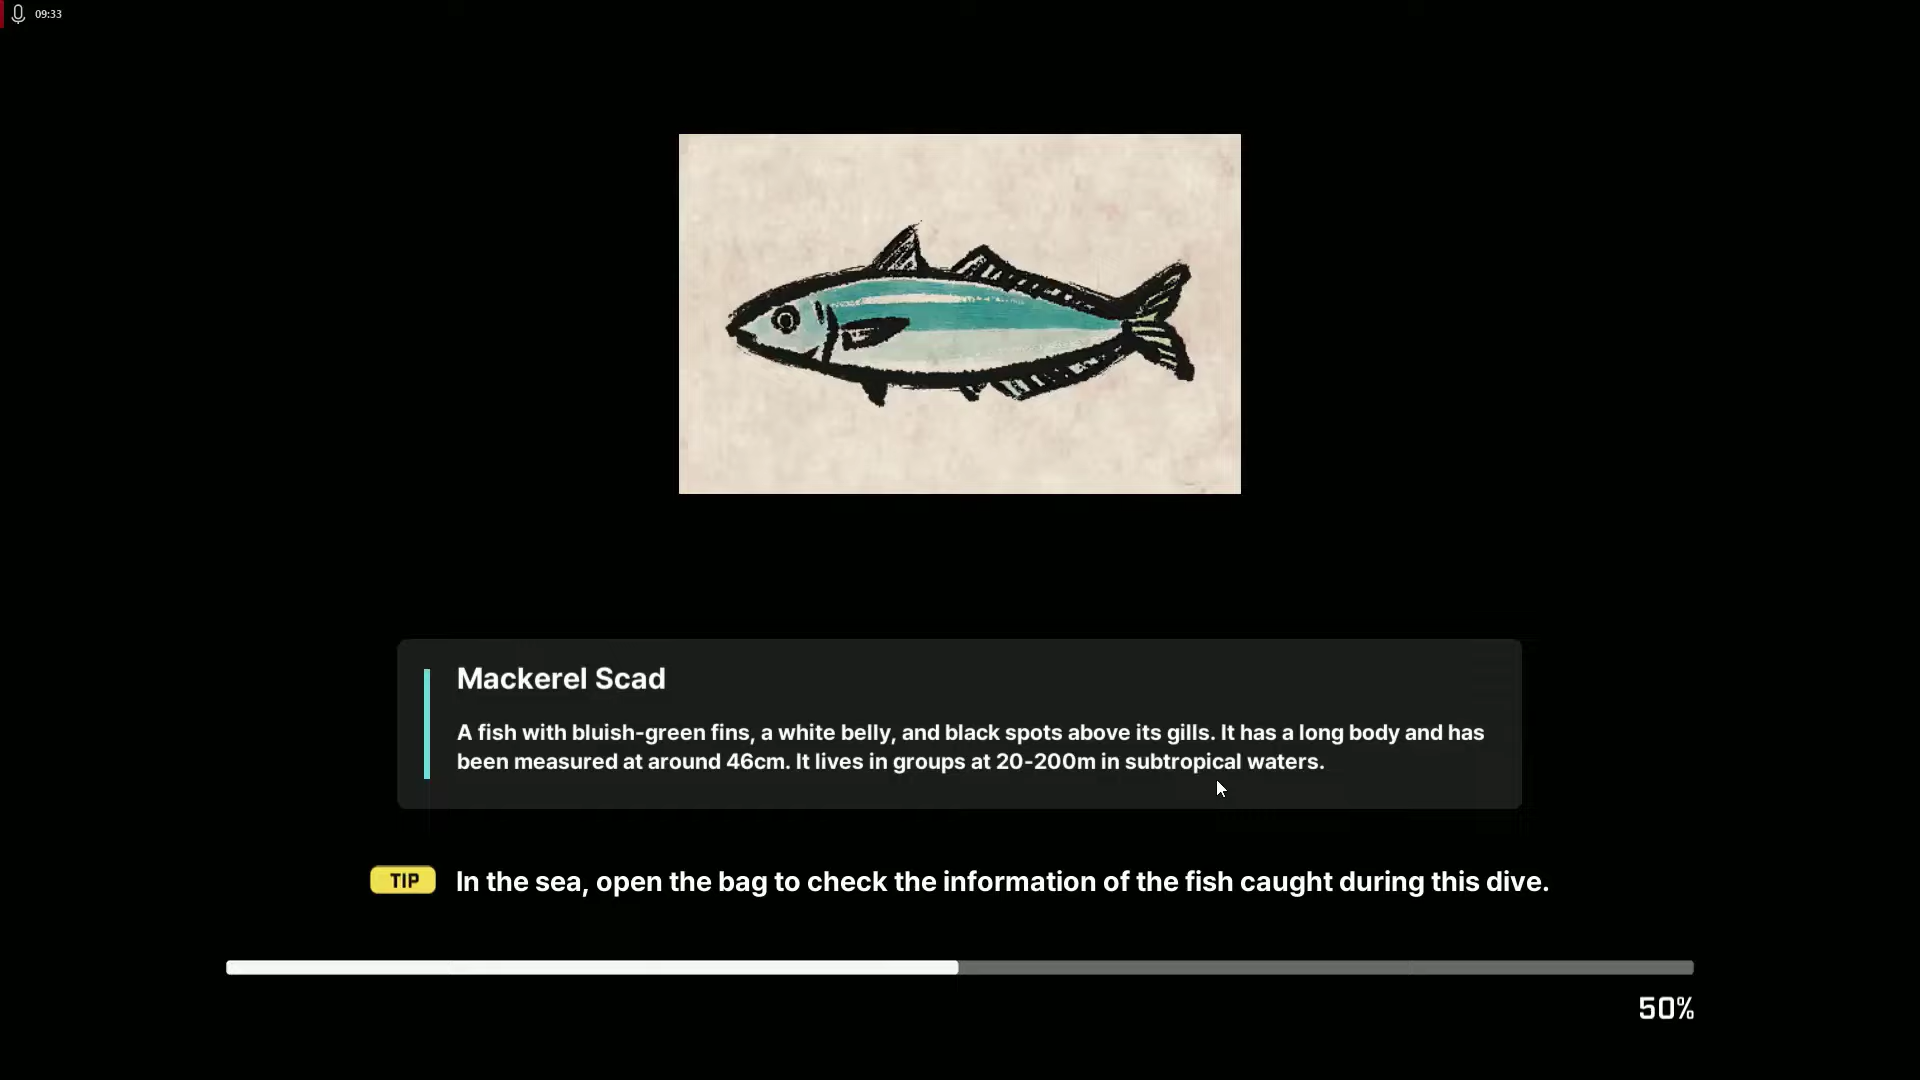 09:33
Mackerel Scad
A fish with bluish-green fins, a white belly, and black spots above its gills. It has a long body and has
been measured at around 46cm. It lives in groups at 20-200m in subtropical waters.
TIP In the sea, open the bag to check the information of the fish caught during this dive.
50%